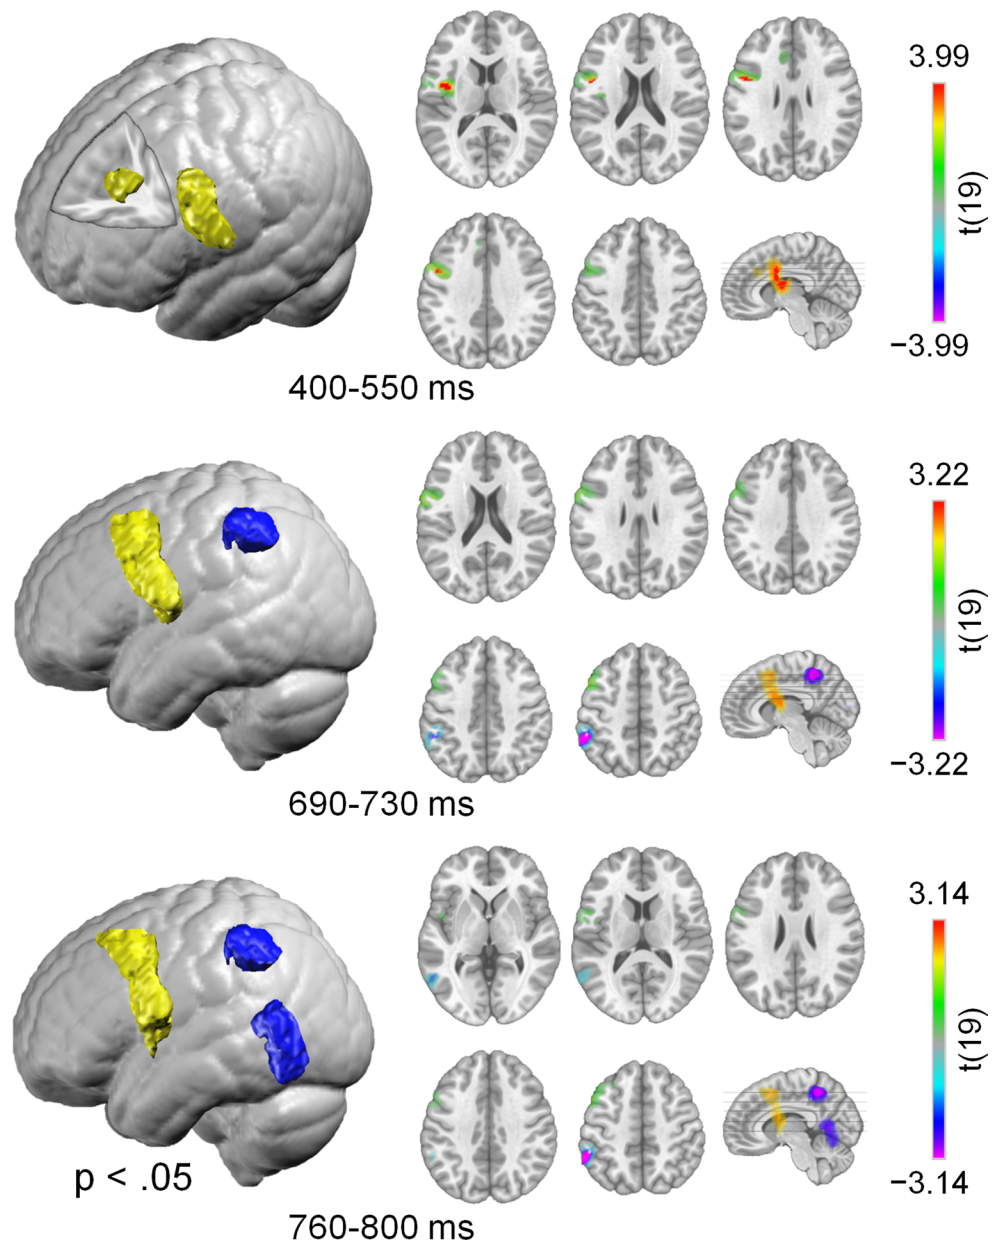 3.99
t(19)
−3.99
400-550 ms
3.22
t(19)
−3.22
690-730 ms
3.14
t(19)
−3.14
p < .05
760-800 ms